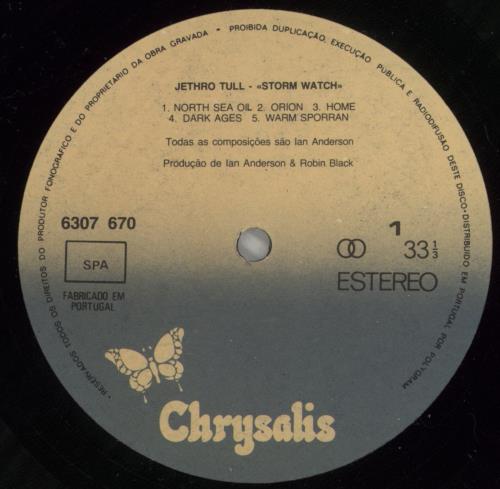 RESERVADOS TODOS OS DIREITOS DO PRODUTOR FONOGRÁFICO E DO PROPRIETÁRIO DA OBRA GRAVADA • PROIBIDA DUPLICAÇÃO, EXECUÇÃO PÚBLICA E RADIODIFUSÃO DESTE DISCO • DISTRIBUIDO EM PORTUGAL POR POLYGRAM
JETHRO TULL - «STORM WATCH»
1. NORTH SEA OIL 2. ORION 3. HOME
4. DARK AGES 5. WARM SPORRAN
Todas as composições são Ian Anderson
Produção de Ian Anderson & Robin Black
6307 670
1
SPA
33 1/3
FABRICADO EM
PORTUGAL
ESTEREO
Chrysalis